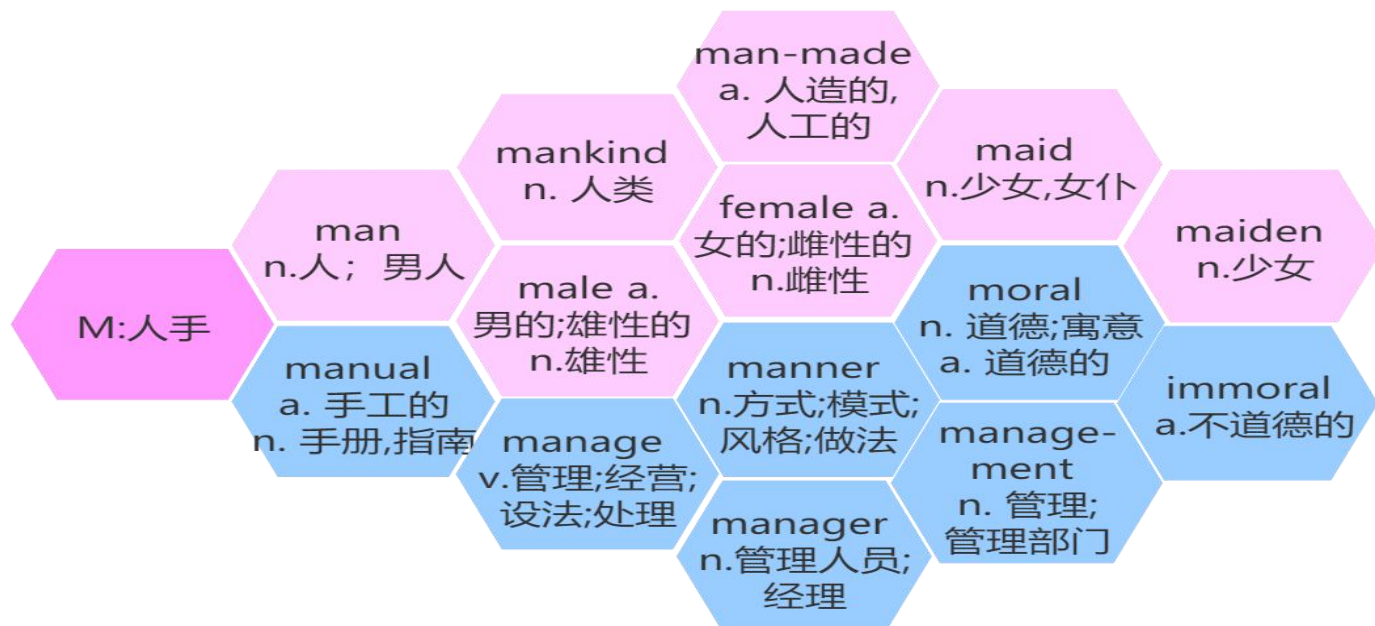 M:人手
man
n.人；男人
mankind
n. 人类
man-made
a. 人造的,
人工的
maid
n.少女,女仆
maiden
n.少女
male a.
男的;雄性的
n.雄性
female a.
女的;雌性的
n.雌性
manual
a. 手工的
n. 手册,指南
manage
v.管理;经营;
设法;处理
manner
n.方式;模式;
风格;做法
moral
n. 道德;寓意
a. 道德的
immoral
a.不道德的
manager
n.管理人员;
经理
manage-
ment
n. 管理;
管理部门